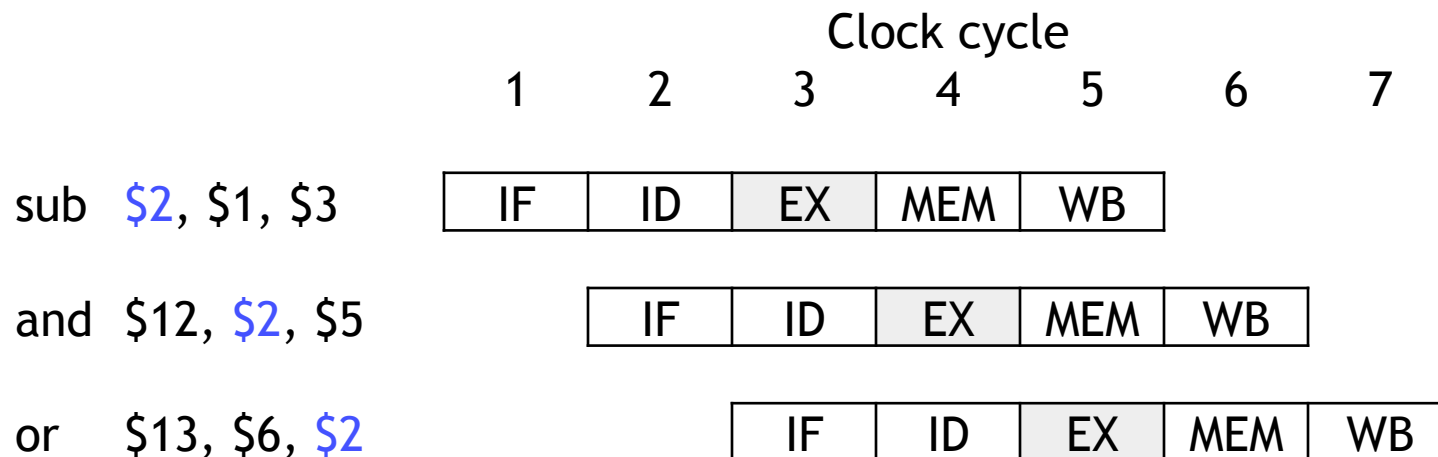 Clock cycle
1 2 3 4 5 6 7
sub $2, $1, $3 IF ID EX MEM WB
and $12, $2, $5 IF ID EX MEM WB
or $13, $6, $2 IF ID EX MEM WB